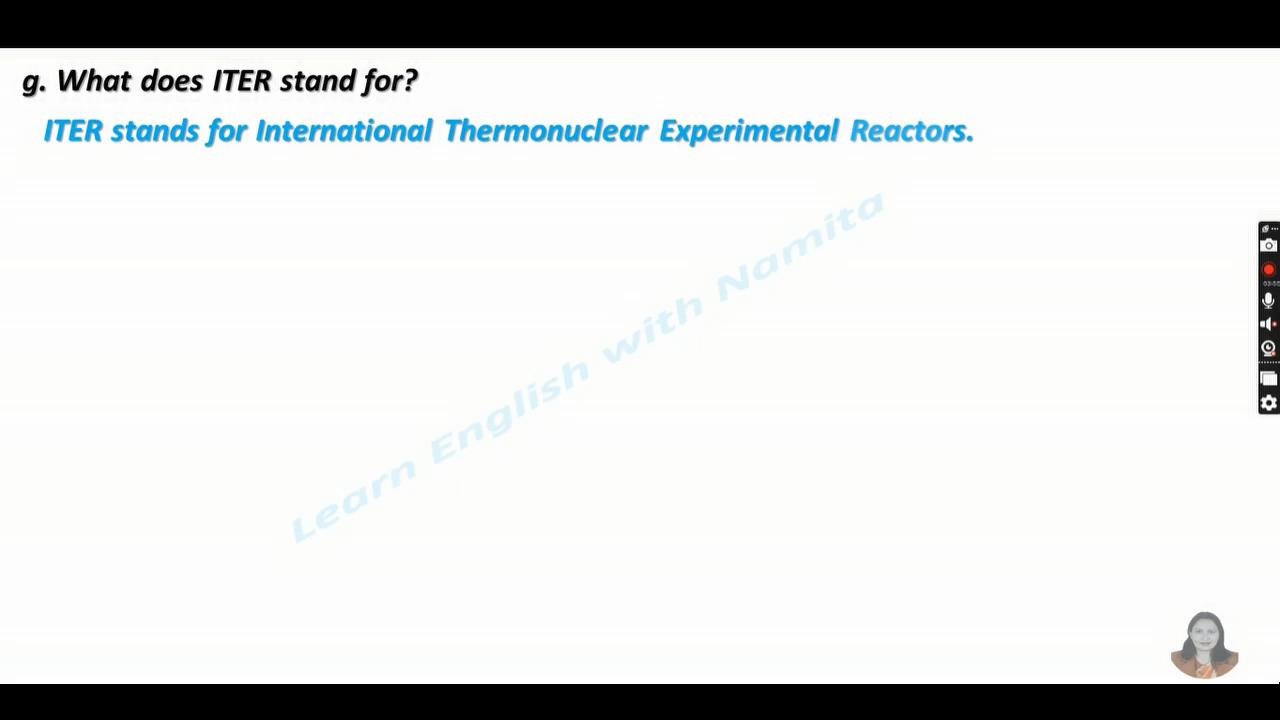 g. What does ITER stand for?
ITER stands for International Thermonuclear Experimental Reactors.
Learn English with Namita